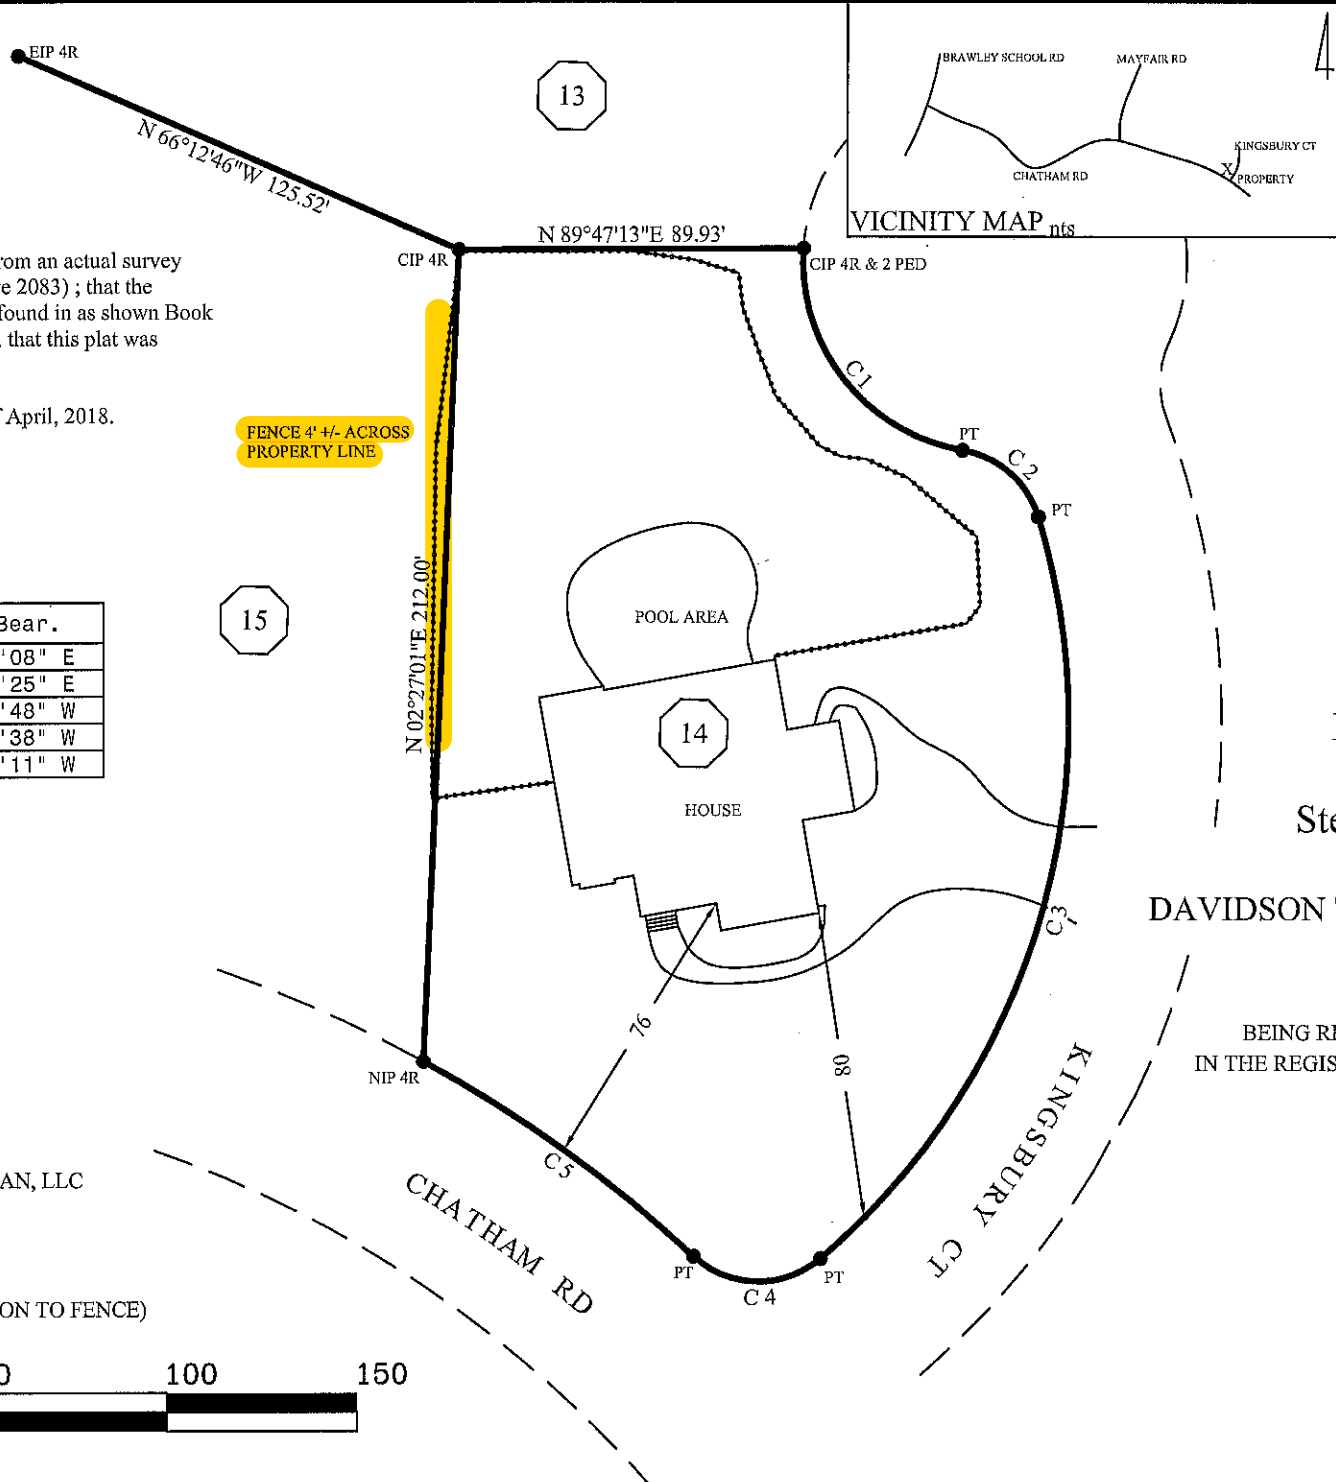 EIP 4R
13
BRAWLEY SCHOOL RD
MAYFAIR RD
KINGSBURY CT
X
PROPERTY
CHATHAM RD
VICINITY MAP nts
N 66°12'46"W 125.52'
N 89°47'13"E 89.93'
CIP 4R
CIP 4R & 2 PED
rom an actual survey
e 2083) ; that the
found in as shown Book
, that this plat was
April, 2018.
FENCE 4' +/- ACROSS
PROPERTY LINE
C1
PT
C 2
PT
N 02°27'01"E 212.00'
15
POOL AREA
14
HOUSE
Bear.
'08" E
'25" E
'48" W
'38" W
'11" W
Ste
DAVIDSON
C3
76
80
BEING RE
IN THE REGIS
NIP 4R
C 5
CHATHAM RD
KINGSBURY CT
PT
PT
C 4
AN, LLC
ON TO FENCE)
0
100
150